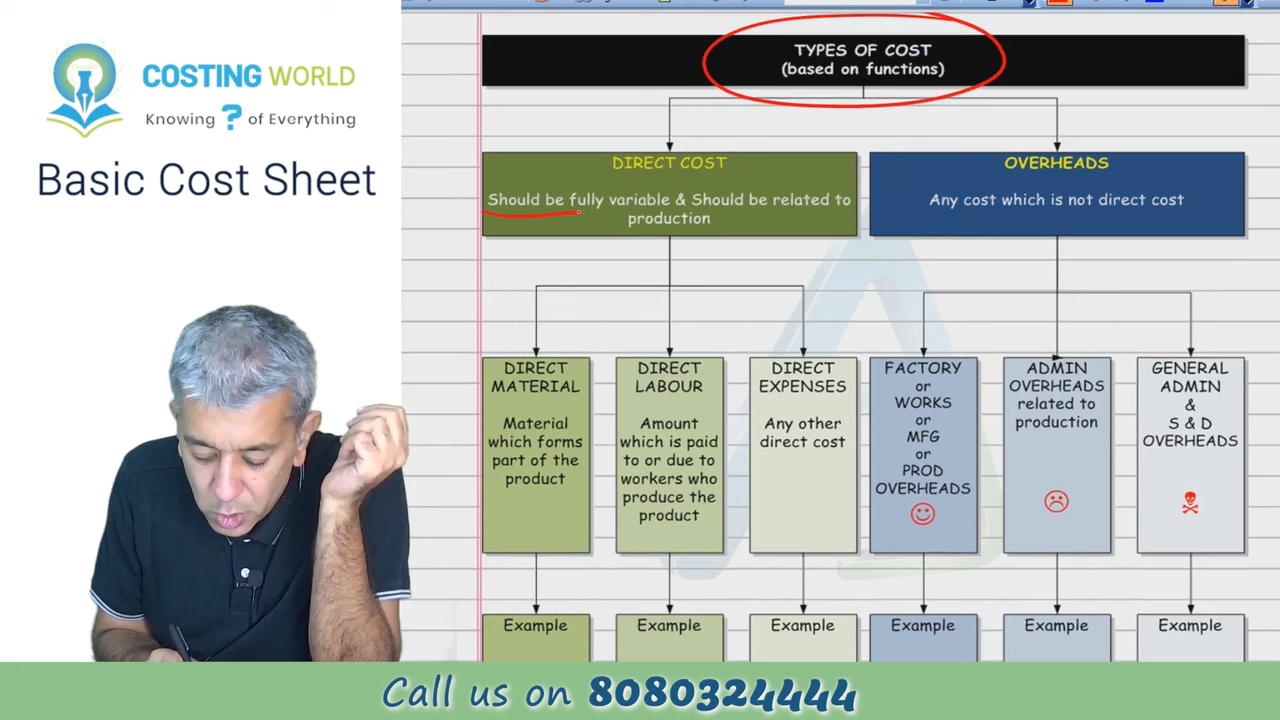 COSTING WORLD
Knowing ? of Everything
Basic Cost Sheet
TYPES OF COST
(based on functions)
DIRECT COST
Should be fully variable & Should be related to
production
OVERHEADS
Any cost which is not direct cost
DIRECT
MATERIAL
Material
which forms
part of the
product
DIRECT
LABOUR
Amount
which is paid
to or due to
workers who
produce the
product
DIRECT
EXPENSES
Any other
direct cost
FACTORY
or
WORKS
or
MFG
or
PROD
OVERHEADS
ADMIN
OVERHEADS
related to
production
GENERAL
ADMIN
&
S & D
OVERHEADS
Example
Example
Example
Example
Example
Example
Call us on 8080324444